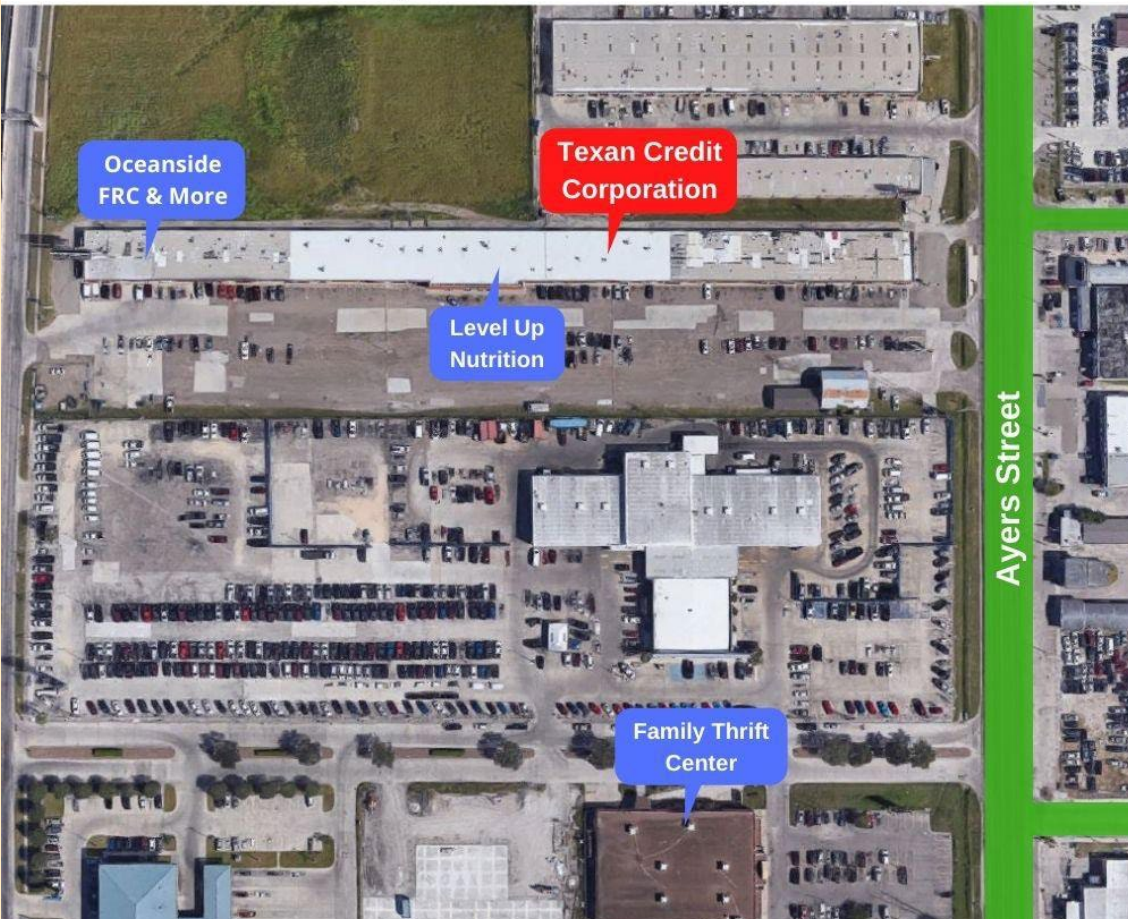 Oceanside
FRC & More
Texan Credit
Corporation
Level Up
Nutrition
Ayers Street
Family Thrift
Center